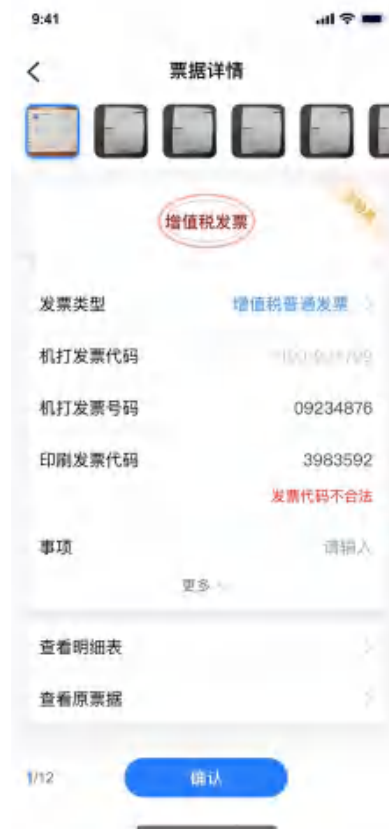 9:41
票据详情
增值税发票
发票类型
增值税普通发票
机打发票代码
机打发票号码
09234876
印刷发票代码
3983592
发票代码不合法
事项
请输入
更多
查看明细表
查看原票据
1/12
确认